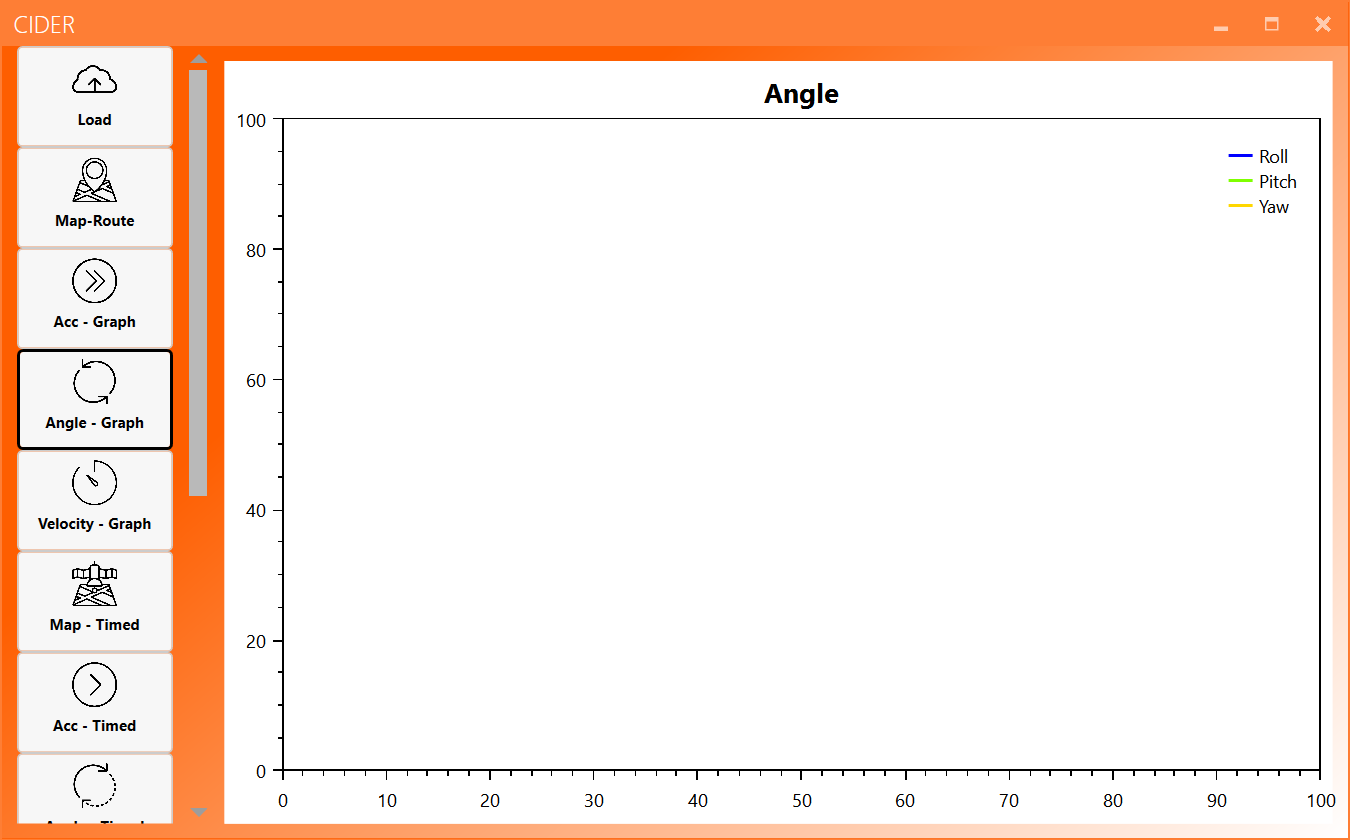 CIDER
Load
Map-Route
Acc - Graph
Angle - Graph
Velocity - Graph
Map - Timed
Acc - Timed
Angle
100
80
60
40
20
0
Roll
Pitch
Yaw
0 10 20 30 40 50 60 70 80 90 100